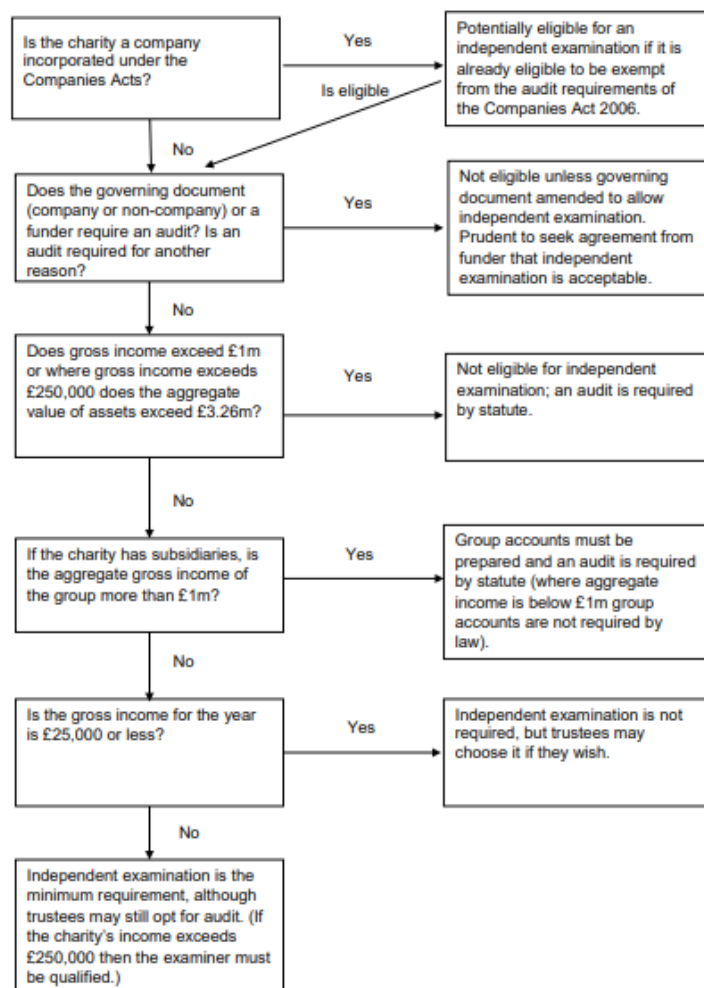 Is the charity a company
incorporated under the
Companies Acts?
Yes
Potentially eligible for an
independent examination if it is
already eligible to be exempt
from the audit requirements of
the Companies Act 2006.
Is eligible
No
Does the governing document
(company or non-company) or a
funder require an audit? Is an
audit required for another
reason?
Yes
Not eligible unless governing
document amended to allow
independent examination.
Prudent to seek agreement from
funder that independent
examination is acceptable.
No
Does gross income exceed £1m
or where gross income exceeds
£250,000 does the aggregate
value of assets exceed £3.26m?
Yes
Not eligible for independent
examination; an audit is required
by statute.
No
If the charity has subsidiaries, is
the aggregate gross income of
the group more than £1m?
Yes
Group accounts must be
prepared and an audit is required
by statute (where aggregate
income is below £1m group
accounts are not required by
law).
No
Is the gross income for the year
is £25,000 or less?
Yes
Independent examination is not
required, but trustees may
choose it if they wish.
No
Independent examination is the
minimum requirement, although
trustees may still opt for audit. (If
the charity's income exceeds
£250,000 then the examiner must
be qualified.)